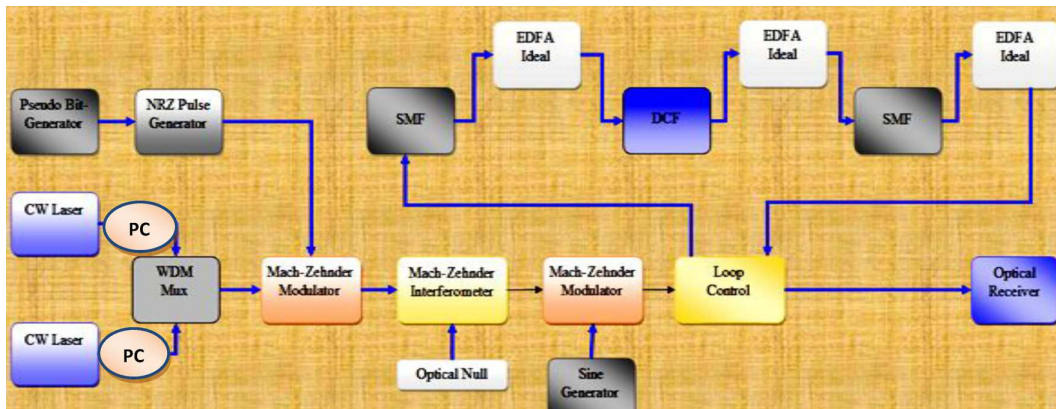 EDFA
Ideal
EDFA
Ideal
EDFA
Ideal
Pseudo Bit-
Generator
NRZ Pulse
Generator
SMF
DCF
SMF
CW Laser
PC
WDM
Mux
Mach-Zehnder
Modulator
Mach-Zehnder
Interferometer
Mach-Zehnder
Modulator
Loop
Control
Optical
Receiver
CW Laser
PC
Optical Null
Sine
Generator